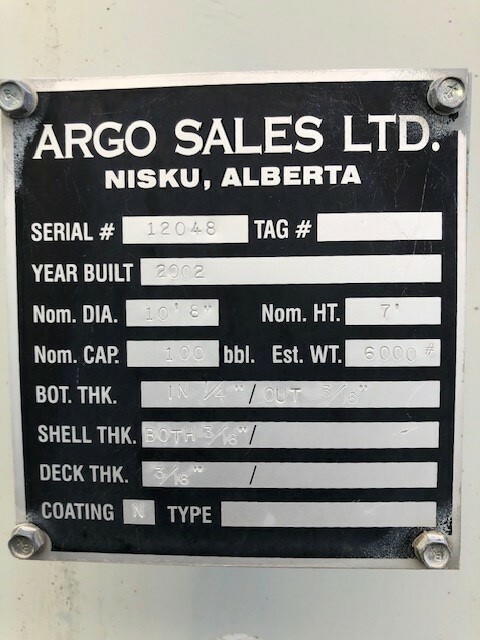 ARGO SALES LTD.
NISKU, ALBERTA
SERIAL # 12048 TAG #
YEAR BUILT 2002
Nom. DIA. 10' 8" Nom. HT. 7'
Nom. CAP. 100 bbl. Est. WT. 6000 #
BOT. THK. IN 1/4" / OUT 3/16"
SHELL THK. BOTH 3/16" /
DECK THK. 3/16" /
COATING N TYPE